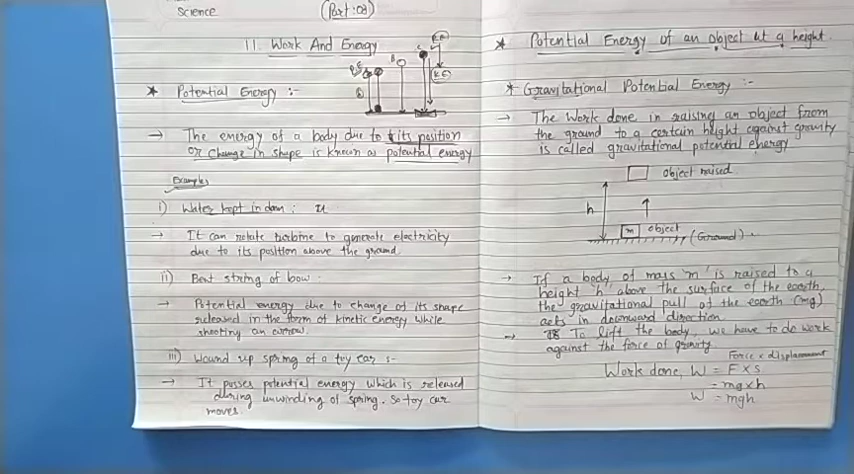 Science
(Part:02)
11. Work And Energy
* Potential Energy :-
→ The energy of a body due to its position
or change in shape is known as potential energy
Examples
i) Water kept in dam :
→ It can rotate turbine to generate electricity
due to its position above the ground.
ii) Bent string of bow :
→ Potential energy due to change of its shape
released in the form of kinetic energy while
shooting an arrow.
iii) Wound up spring of a toy car :-
→ It posses potential energy which is released
during unwinding of spring. So toy car
moves.
* Potential Energy of an object at a height.
* Gravitational Potential Energy :-
→ The Work done in raising an object from
the ground to a certain height against gravity
is called gravitational potential energy
object raised
h
m object
(Ground)
→ If a body of mass 'm' is raised to a
height 'h' above the surface of the earth,
the gravitational pull of the earth (mg)
acts in downward direction
→ To lift the body, we have to do work
against the force of gravity.
Force x displacement
Work done, W = F x s
= mg x h
W = mgh